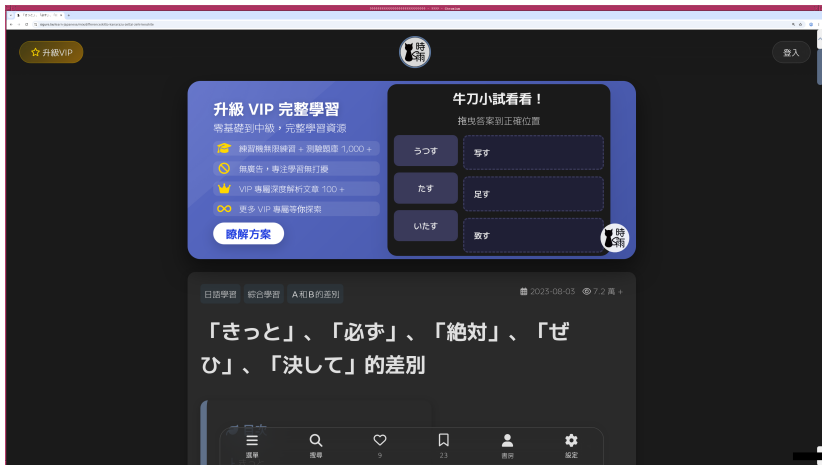 升級VIP
時雨
登入
升級 VIP 完整學習
零基礎到中級，完整學習資源
練習機無限練習 + 測驗題庫 1,000 +
無廣告，專注學習無打擾
VIP 專屬深度解析文章 100 +
更多 VIP 專屬等你探索
瞭解方案
牛刀小試看看！
拖曳答案到正確位置
うつす
写す
たす
足す
いたす
致す
時雨
日語學習
綜合學習
A和B的差別
2023-08-03
7.2 萬 +
「きっと」、「必ず」、「絶対」、「ぜ
ひ」、「決して」的差別
選單
搜尋
9
23
書房
設定